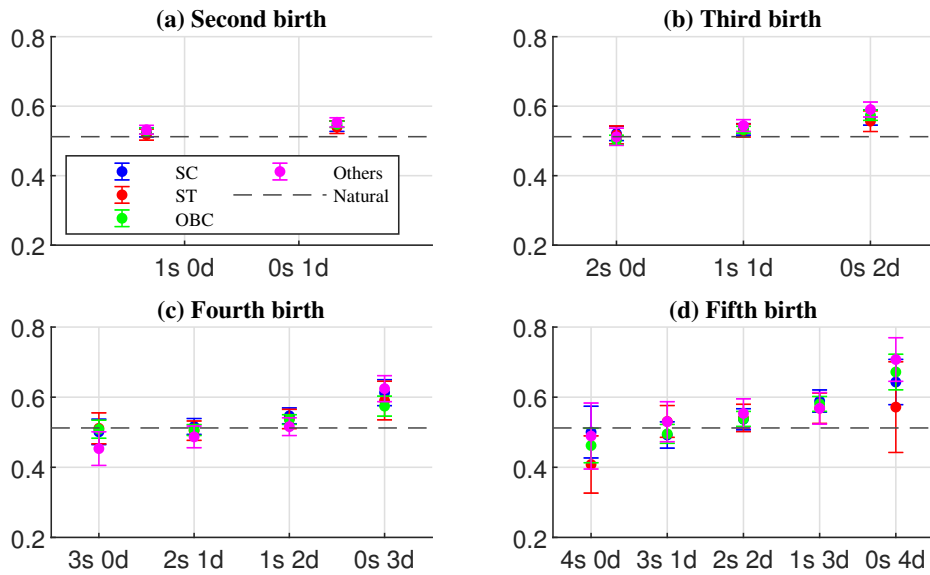 (a) Second birth
0.8
0.6
0.4
0.2
SC
ST
OBC
Others
Natural
1s 0d 0s 1d
(b) Third birth
0.8
0.6
0.4
0.2
2s 0d 1s 1d 0s 2d
(c) Fourth birth
0.8
0.6
0.4
0.2
3s 0d 2s 1d 1s 2d 0s 3d
(d) Fifth birth
0.8
0.6
0.4
0.2
4s 0d 3s 1d 2s 2d 1s 3d 0s 4d